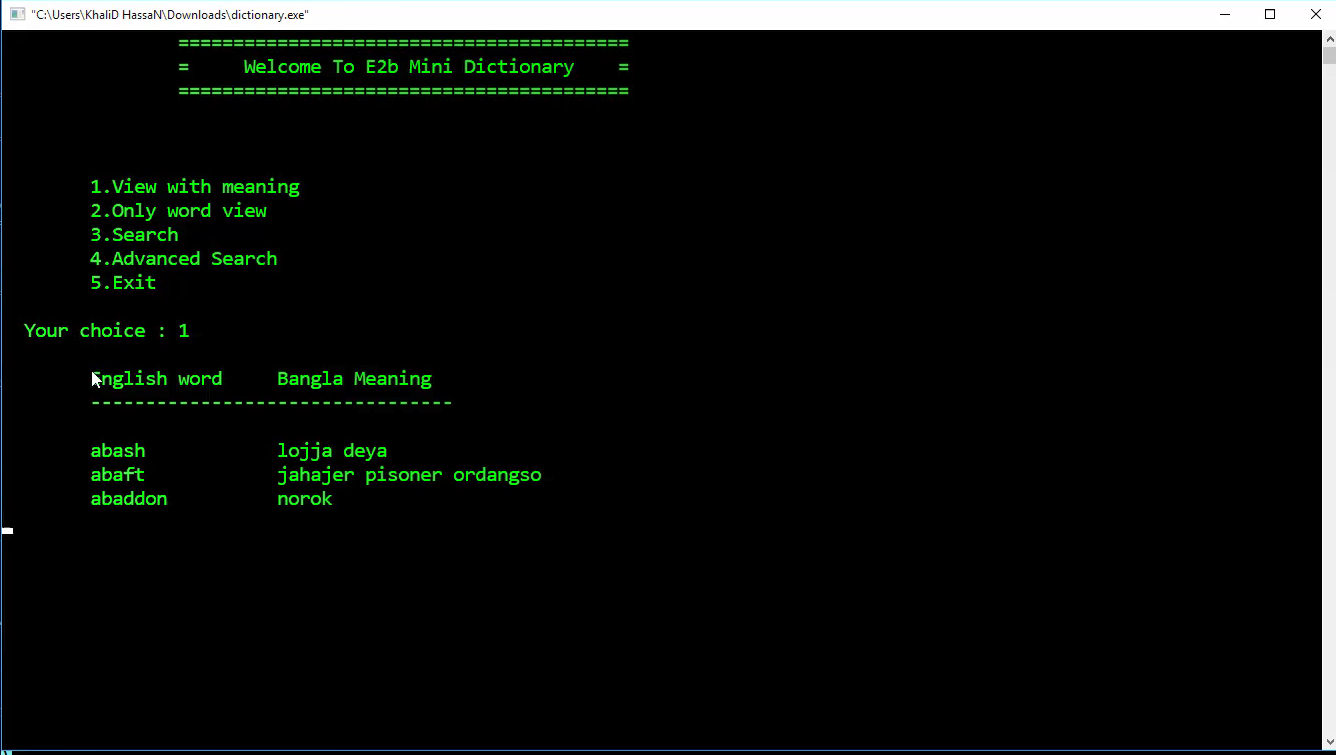 "C:\Users\KhaliD HassaN\Downloads\dictionary.exe"
=========================================
= Welcome To E2b Mini Dictionary =
=========================================
1.View with meaning
2.Only word view
3.Search
4.Advanced Search
5.Exit
Your choice : 1
English word Bangla Meaning
---------------------------------
abash lojja deya
abaft jahajer pisoner ordangso
abaddon norok